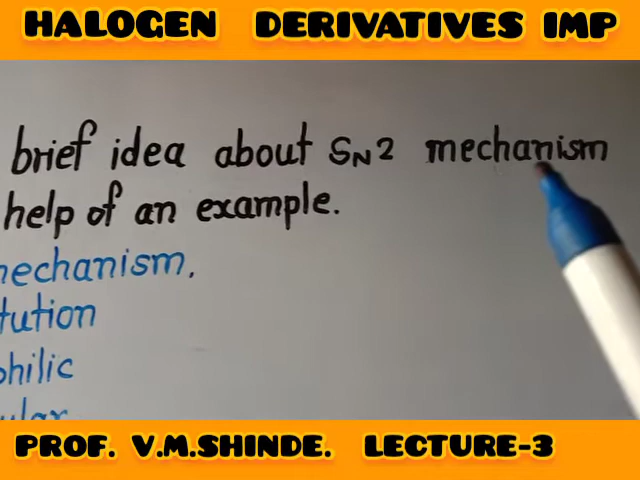 HALOGEN DERIVATIVES IMP
brief idea about SN2 mechanism
help of an example.
mechanism.
tution
philic
ular
PROF. V.M.SHINDE. LECTURE-3